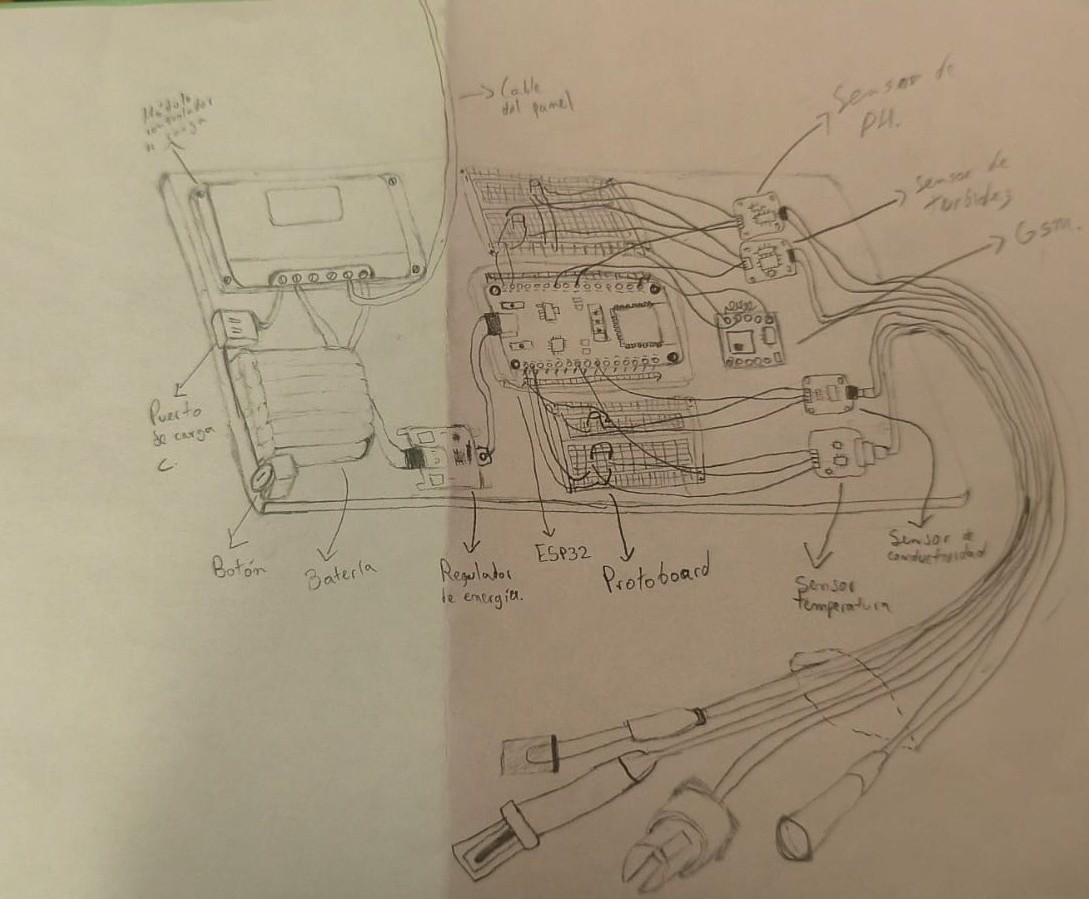 Módulo
controlador
de carga
Cable
del panel
Sensor de
PH.
Sensor de
turbidez
Gsm.
Puerto
de carga
C.
Botón
Batería
Regulador
de energía.
ESP32
Protoboard
Sensor
temperatura
Sensor de
conductividad